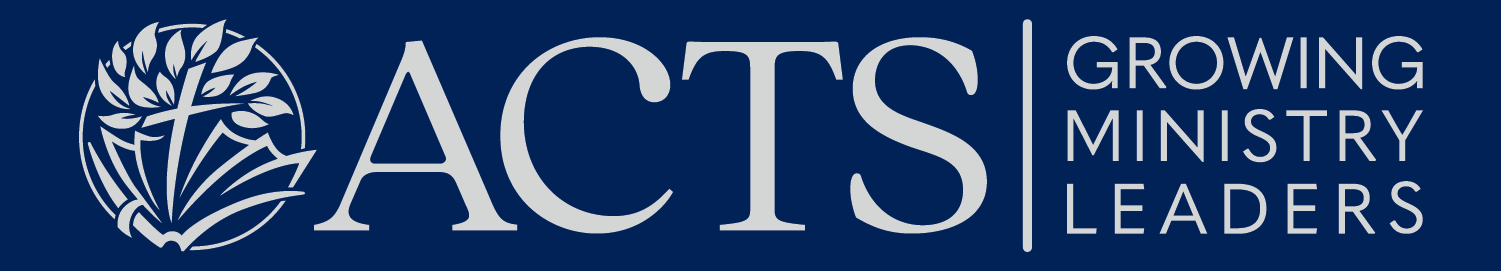 ACTS
GROWING
MINISTRY
LEADERS